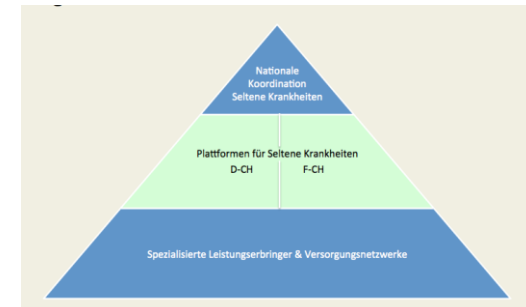 Nationale
Koordination
Seltene Krankheiten
Plattformen für Seltene Krankheiten
D-CH F-CH
Spezialisierte Leistungserbringer & Versorgungsnetzwerke